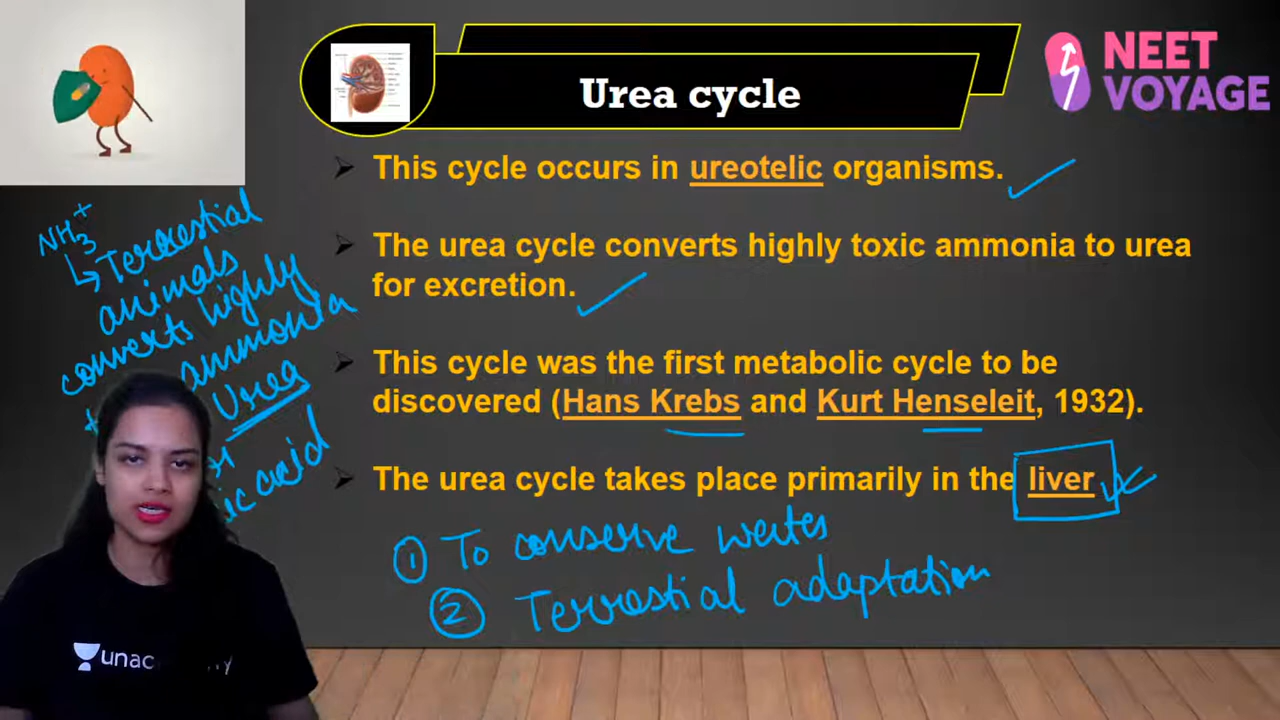 NEET
VOYAGE
Urea cycle
➤ This cycle occurs in ureotelic organisms.
➤ The urea cycle converts highly toxic ammonia to urea
for excretion.
➤ This cycle was the first metabolic cycle to be
discovered (Hans Krebs and Kurt Henseleit, 1932).
➤ The urea cycle takes place primarily in the liver
① To conserve
② Terrestial adaptation
NH3+
↳ Terrestial
animals
converts highly
ammonia
Urea
ic acid
unac